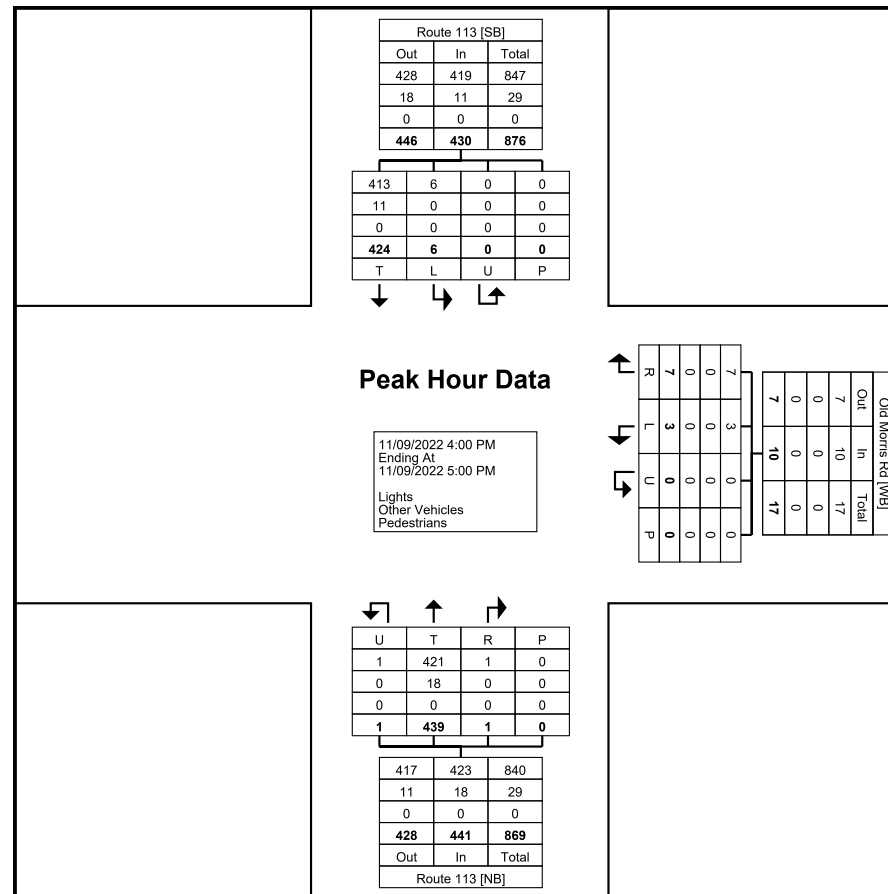 Route 113 [SB]
Out In Total
428 419 847
18 11 29
0 0 0
446 430 876
413 6 0 0
11 0 0 0
0 0 0 0
424 6 0 0
T L U P
Peak Hour Data
11/09/2022 4:00 PM
Ending At
11/09/2022 5:00 PM
Lights
Other Vehicles
Pedestrians
Old Morris Rd [WB]
Out In Total
7 10 17
0 0 0
0 0 0
7 10 17
7 3 0 0
0 0 0 0
0 0 0 0
7 3 0 0
R L U P
U T R P
1 421 1 0
0 18 0 0
0 0 0 0
1 439 1 0
417 423 840
11 18 29
0 0 0
428 441 869
Out In Total
Route 113 [NB]